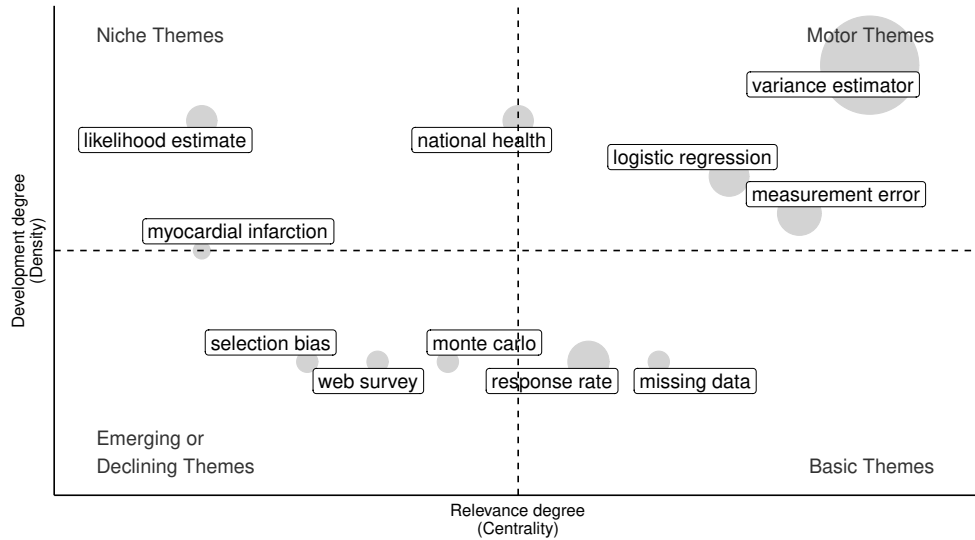 Niche Themes
Motor Themes
variance estimator
likelihood estimate
national health
logistic regression
measurement error
myocardial infarction
Development degree
(Density)
selection bias
monte carlo
web survey
response rate
missing data
Emerging or
Declining Themes
Basic Themes
Relevance degree
(Centrality)